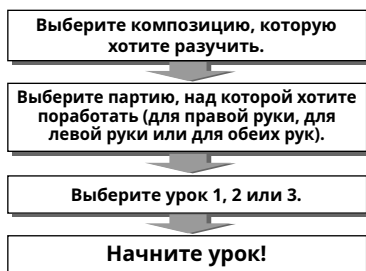 Выберите композицию, которую
хотите разучить.
Выберите партию, над которой хотите
поработать (для правой руки, для
левой руки или для обеих рук).
Выберите урок 1, 2 или 3.
Начните урок!